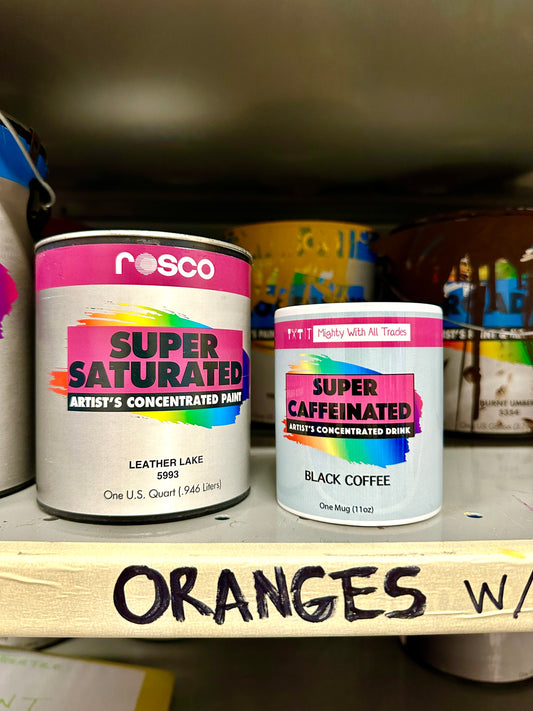 rosco
SUPER
SATURATED
ARTIST'S CONCENTRATED PAINT
LEATHER LAKE
5993
One U.S. Quart (.946 Liters)
Mighty With All Trades
SUPER
CAFFEINATED
ARTIST'S CONCENTRATED DRINK
BLACK COFFEE
One Mug (11oz)
BURNT UMBER
5354
ORANGES W/